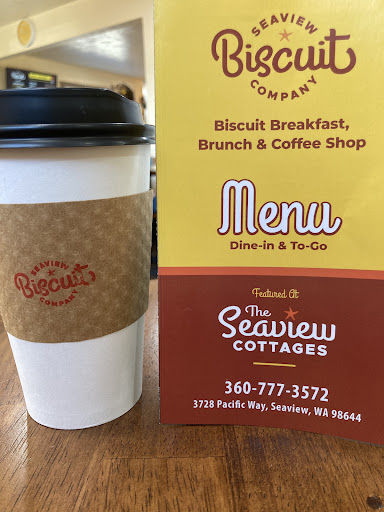 SEAVIEW
Biscuit
COMPANY
Biscuit Breakfast,
Brunch & Coffee Shop
Menu
Dine-in & To-Go
Featured At
The
Seaview
COTTAGES
360-777-3572
3728 Pacific Way, Seaview, WA 98644
SEAVIEW
Biscuit
COMPANY